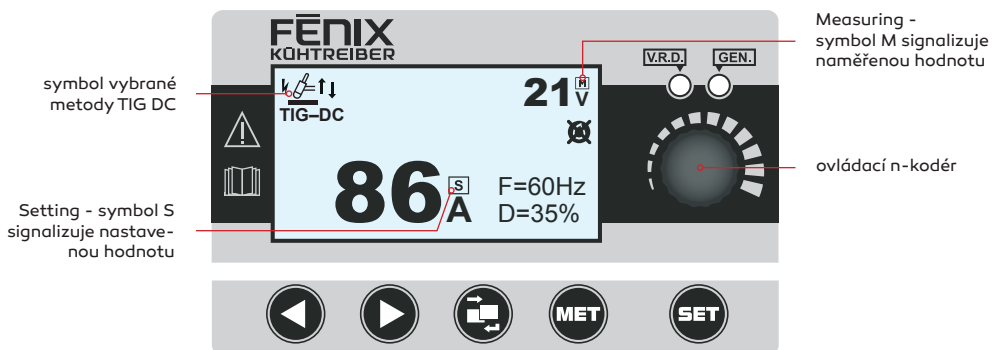 FĒNIX
KÜHTREIBER
Measuring -
symbol M signalizuje
naměřenou hodnotu
V.R.D.
GEN.
symbol vybrané
metody TIG DC
TIG–DC
21 M
V
ovládací n-kodér
86 S
A
F=60Hz
D=35%
Setting - symbol S
signalizuje nastave-
nou hodnotu
MET
SET